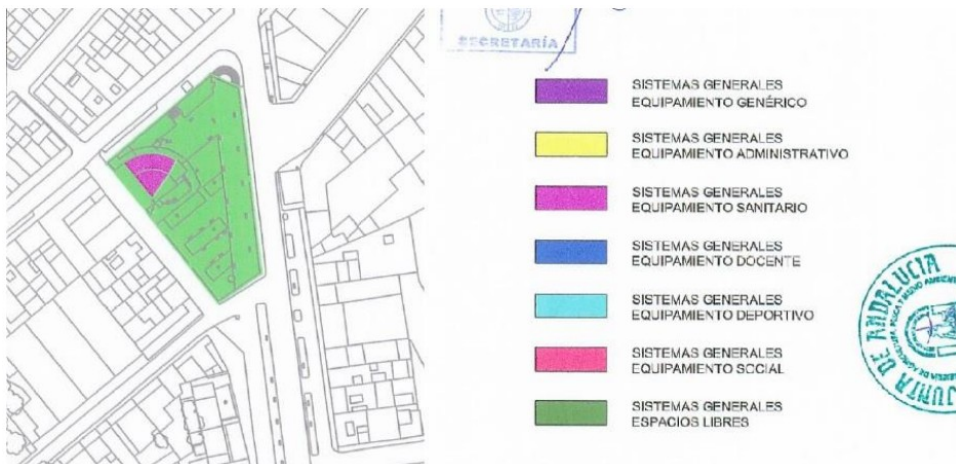 SECRETARÍA
SISTEMAS GENERALES
EQUIPAMIENTO GENÉRICO
SISTEMAS GENERALES
EQUIPAMIENTO ADMINISTRATIVO
SISTEMAS GENERALES
EQUIPAMIENTO SANITARIO
SISTEMAS GENERALES
EQUIPAMIENTO DOCENTE
SISTEMAS GENERALES
EQUIPAMIENTO DEPORTIVO
SISTEMAS GENERALES
EQUIPAMIENTO SOCIAL
SISTEMAS GENERALES
ESPACIOS LIBRES
JUNTA DE ANDALUCIA